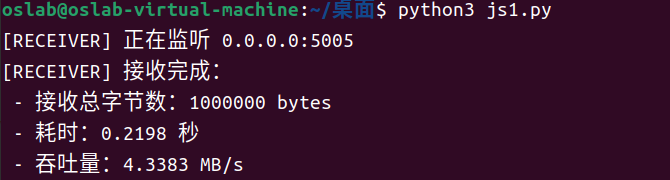 oslab@oslab-virtual-machine:~/桌面$ python3 js1.py
[RECEIVER] 正在监听 0.0.0.0:5005
[RECEIVER] 接收完成：
- 接收总字节数：1000000 bytes
- 耗时：0.2198 秒
- 吞吐量：4.3383 MB/s